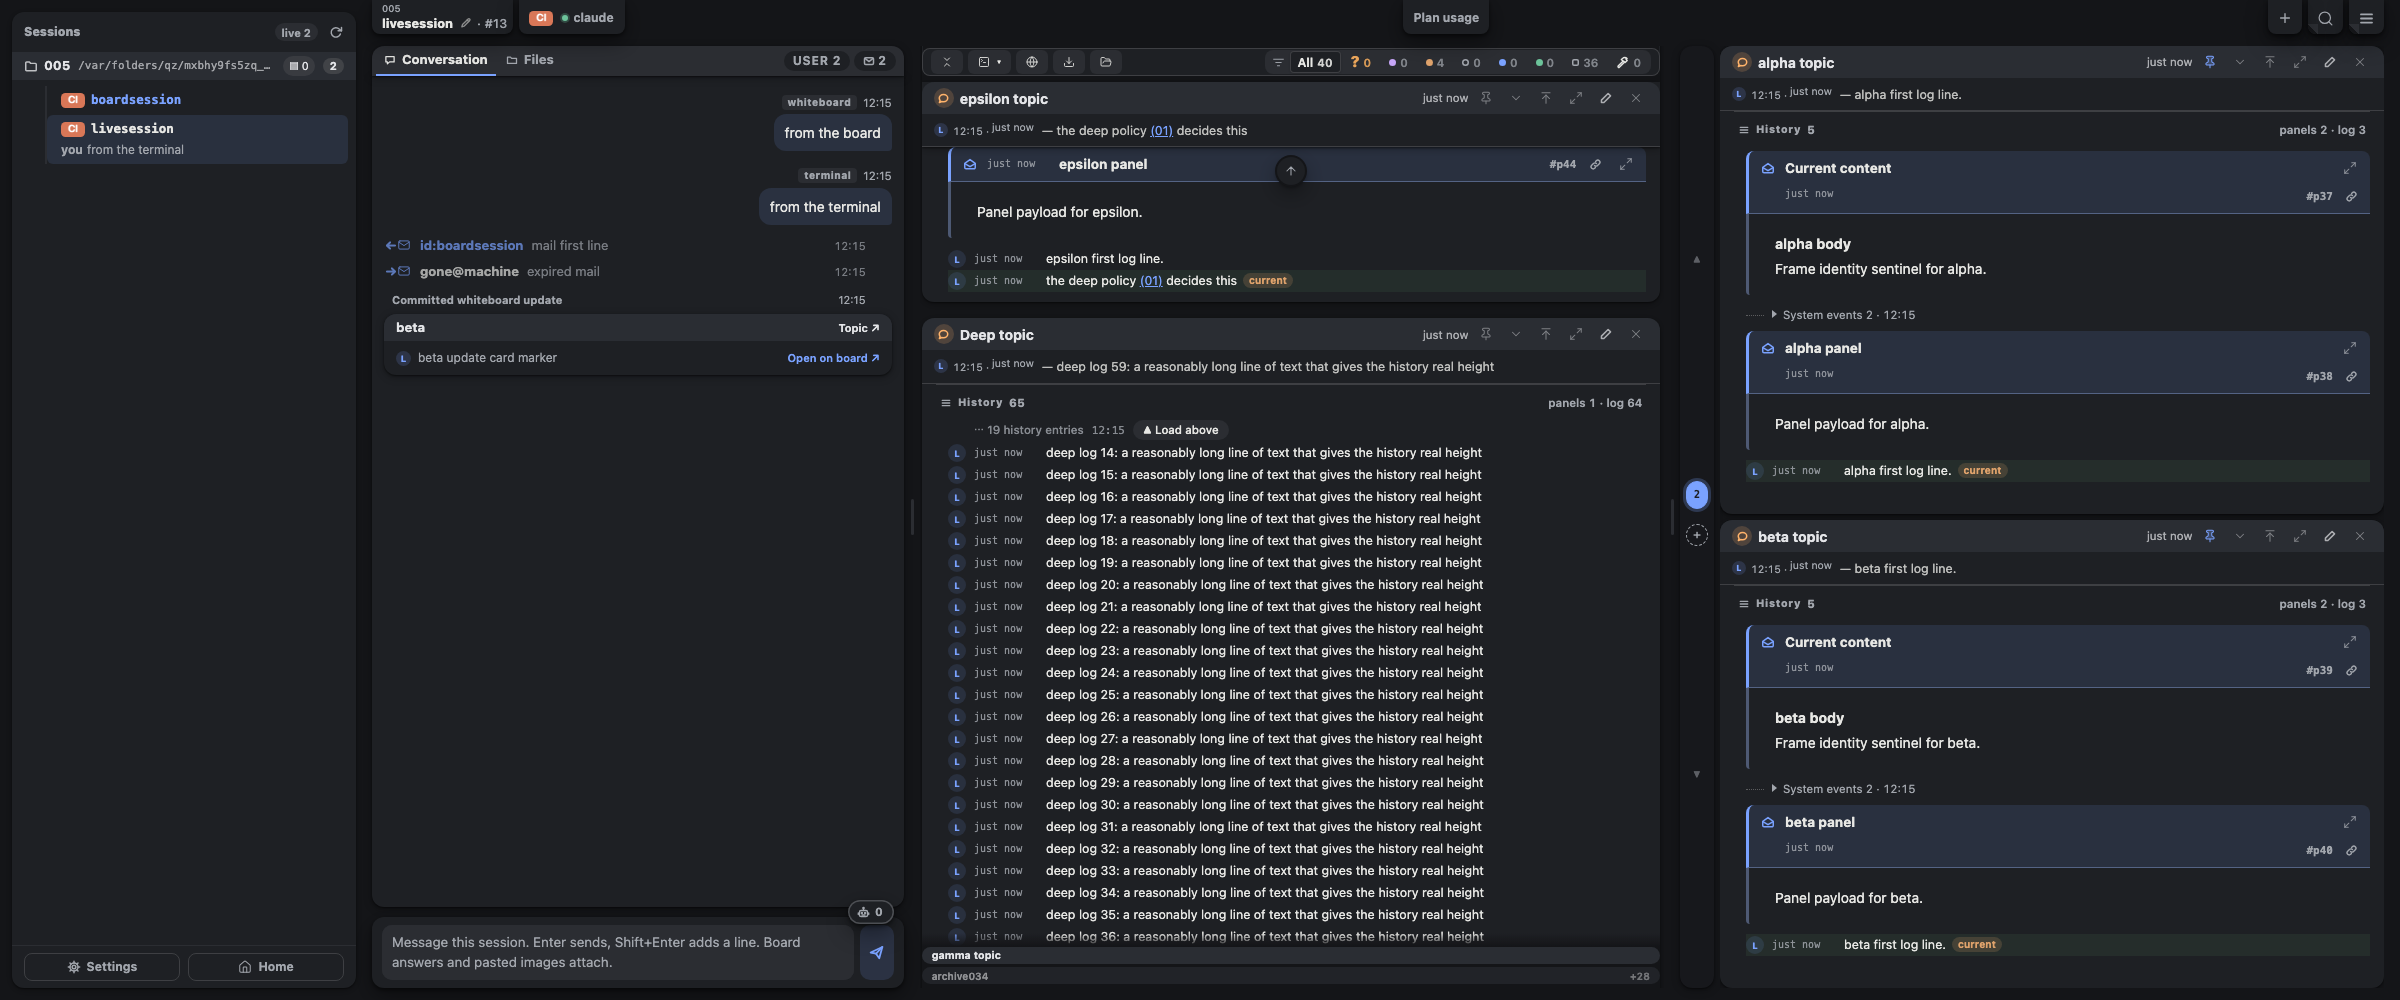 Sessions
live 2
005 /var/folders/qz/mxbhy9fs5zq_…
0
2
CI boardsession
CI livesession
you from the terminal
Settings
Home
005
livesession · #13
CI claude
Plan usage
Conversation
Files
USER 2
2
whiteboard 12:15
from the board
terminal 12:15
from the terminal
id:boardsession mail first line 12:15
gone@machine expired mail 12:15
Committed whiteboard update 12:15
beta Topic ↗
L beta update card marker Open on board ↗
0
Message this session. Enter sends, Shift+Enter adds a line. Board
answers and pasted images attach.
All 40 ? 0 0 4 0 0 0 36 0
epsilon topic just now
L 12:15 · just now — the deep policy (01) decides this
just now epsilon panel #p44
Panel payload for epsilon.
L just now epsilon first log line.
L just now the deep policy (01) decides this current
Deep topic just now
L 12:15 · just now — deep log 59: a reasonably long line of text that gives the history real height
History 65 panels 1 · log 64
··· 19 history entries 12:15 ▲ Load above
L just now deep log 14: a reasonably long line of text that gives the history real height
L just now deep log 15: a reasonably long line of text that gives the history real height
L just now deep log 16: a reasonably long line of text that gives the history real height
L just now deep log 17: a reasonably long line of text that gives the history real height
L just now deep log 18: a reasonably long line of text that gives the history real height
L just now deep log 19: a reasonably long line of text that gives the history real height
L just now deep log 20: a reasonably long line of text that gives the history real height
L just now deep log 21: a reasonably long line of text that gives the history real height
L just now deep log 22: a reasonably long line of text that gives the history real height
L just now deep log 23: a reasonably long line of text that gives the history real height
L just now deep log 24: a reasonably long line of text that gives the history real height
L just now deep log 25: a reasonably long line of text that gives the history real height
L just now deep log 26: a reasonably long line of text that gives the history real height
L just now deep log 27: a reasonably long line of text that gives the history real height
L just now deep log 28: a reasonably long line of text that gives the history real height
L just now deep log 29: a reasonably long line of text that gives the history real height
L just now deep log 30: a reasonably long line of text that gives the history real height
L just now deep log 31: a reasonably long line of text that gives the history real height
L just now deep log 32: a reasonably long line of text that gives the history real height
L just now deep log 33: a reasonably long line of text that gives the history real height
L just now deep log 34: a reasonably long line of text that gives the history real height
L just now deep log 35: a reasonably long line of text that gives the history real height
L just now deep log 36: a reasonably long line of text that gives the history real height
gamma topic
archive034 +28
2
alpha topic just now
L 12:15 · just now — alpha first log line.
History 5 panels 2 · log 3
Current content
just now #p37
alpha body
Frame identity sentinel for alpha.
System events 2 · 12:15
alpha panel
just now #p38
Panel payload for alpha.
L just now alpha first log line. current
beta topic just now
L 12:15 · just now — beta first log line.
History 5 panels 2 · log 3
Current content
just now #p39
beta body
Frame identity sentinel for beta.
System events 2 · 12:15
beta panel
just now #p40
Panel payload for beta.
L just now beta first log line. current